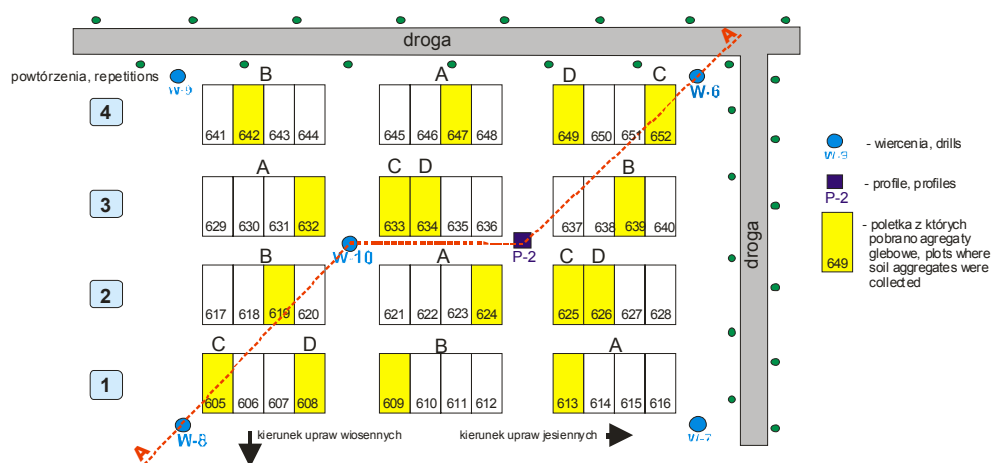 droga
A
powtórzenia, repetitions
B
A
D
C
W-9
W-6
4
641 642 643 644
645 646 647 648
649 650 651 652
- wiercenia, drills
W-9
A
C
D
B
3
629 630 631 632
633 634 635 636
637 638 639 640
- profile, profiles
P-2
droga
W-10
P-2
- poletka z których
pobrano agregaty
glebowe, plots where
soil aggregates were
collected
649
A
C
D
2
617 618 619 620
621 622 623 624
625 626 627 628
B
C
D
B
A
1
605 606 607 608
609 610 611 612
613 614 615 616
W-8
W-7
A
kierunek upraw wiosennych
kierunek upraw jesiennych